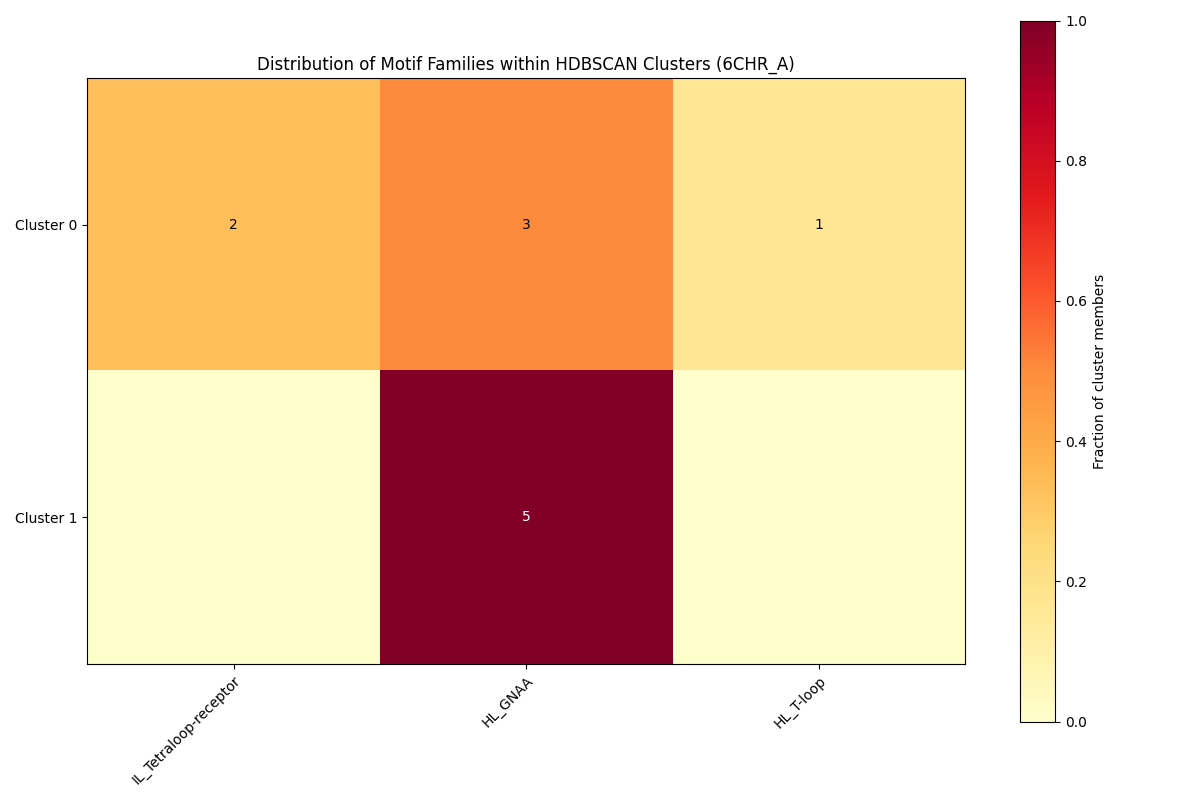 Distribution of Motif Families within HDBSCAN Clusters (6CHR_A)
Cluster 0
2
3
1
Cluster 1
5
IL_Tetraloop-receptor
HL_GNAA
HL_T-loop
1.0
0.8
0.6
0.4
0.2
0.0
Fraction of cluster members